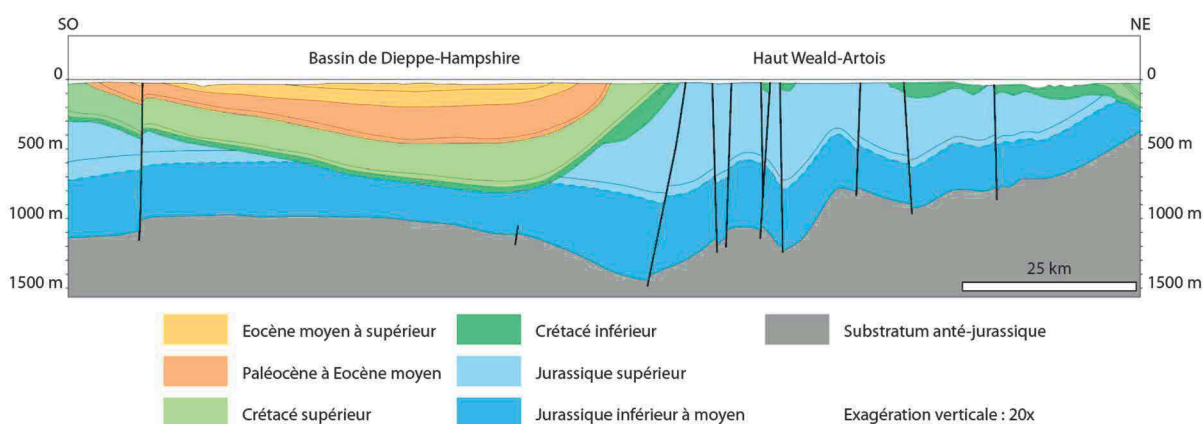 SO NE
Bassin de Dieppe-Hampshire Haut Weald-Artois
0 0
500 m 500 m
1000 m 1000 m
25 km
1500 m 1500 m
Eocène moyen à supérieur Crétacé inférieur Substratum anté-jurassique
Paléocène à Eocène moyen Jurassique supérieur
Crétacé supérieur Jurassique inférieur à moyen Exagération verticale : 20x